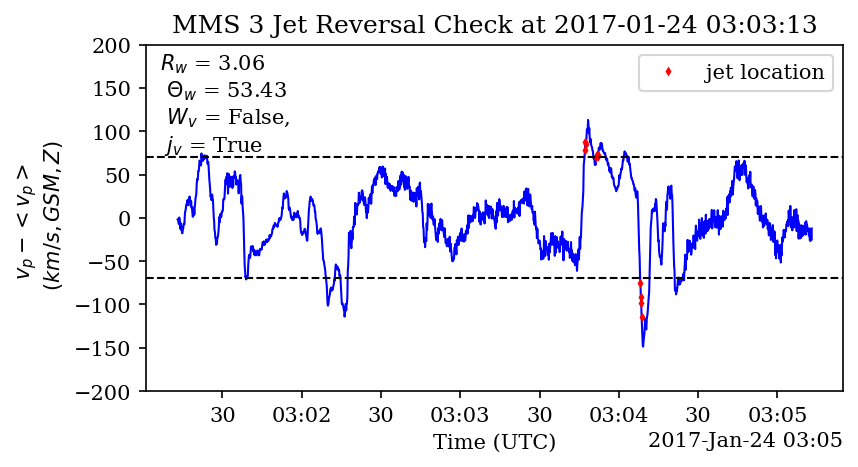 MMS 3 Jet Reversal Check at 2017-01-24 03:03:13
200
150
100
50
0
−50
−100
−150
−200
v_p − < v_p >
(km/s, GSM, Z)
R_w = 3.06
Θ_w = 53.43
W_v = False,
j_v = True
jet location
30 03:02 30 03:03 30 03:04 30 03:05
Time (UTC)
2017-Jan-24 03:05